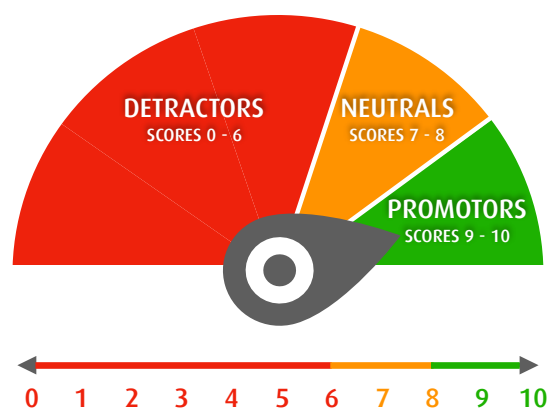 DETRACTORS
SCORES 0 - 6
NEUTRALS
SCORES 7 - 8
PROMOTORS
SCORES 9 - 10
0 1 2 3 4 5 6 7 8 9 10